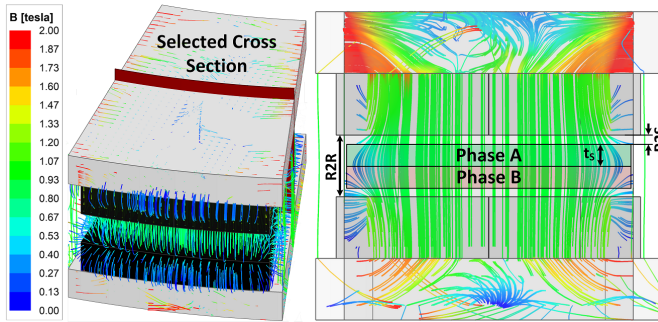 B [tesla]
2.00
1.87
1.73
1.60
1.47
1.33
1.20
1.07
0.93
0.80
0.67
0.53
0.40
0.27
0.13
0.00
Selected Cross
Section
R2R
R2S
Phase A
t_s
Phase B